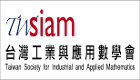 TWSIAM
台灣工業與應用數學會
Taiwan Society for Industrial and Applied Mathematics